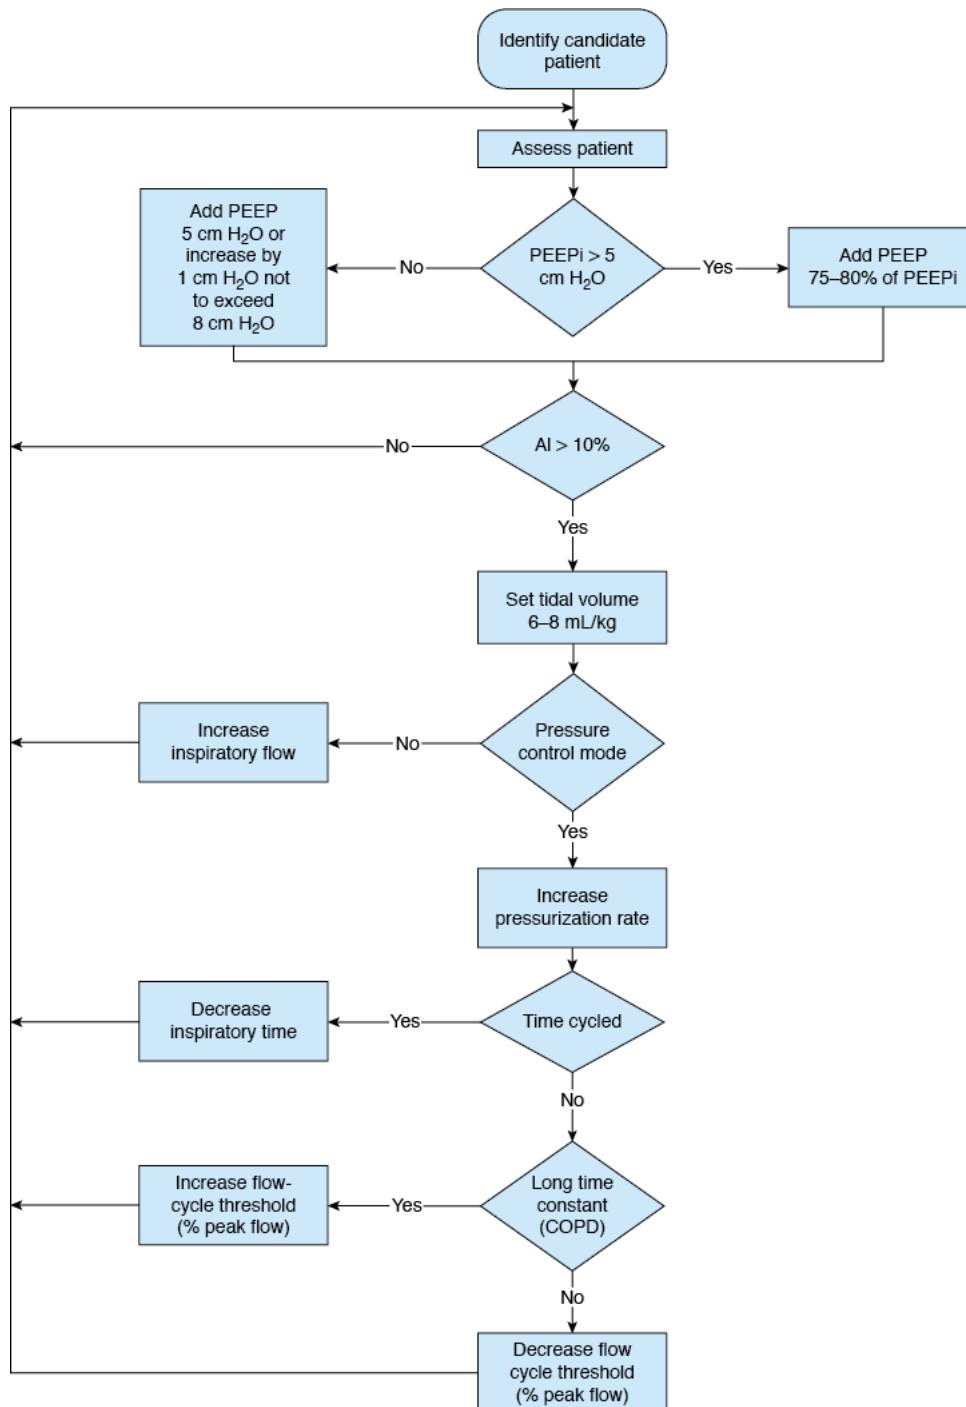 Identify candidate
patient
Assess patient
Add PEEP
5 cm H₂O or
increase by
1 cm H₂O not
to exceed
8 cm H₂O
No
PEEPi > 5
cm H₂O
Yes
Add PEEP
75–80% of PEEPi
No
AI > 10%
Yes
Set tidal volume
6–8 mL/kg
Increase
inspiratory flow
No
Pressure
control mode
Yes
Increase
pressurization rate
Decrease
inspiratory time
Yes
Time cycled
No
Increase flow-
cycle threshold
(% peak flow)
Yes
Long time
constant
(COPD)
No
Decrease flow
cycle threshold
(% peak flow)